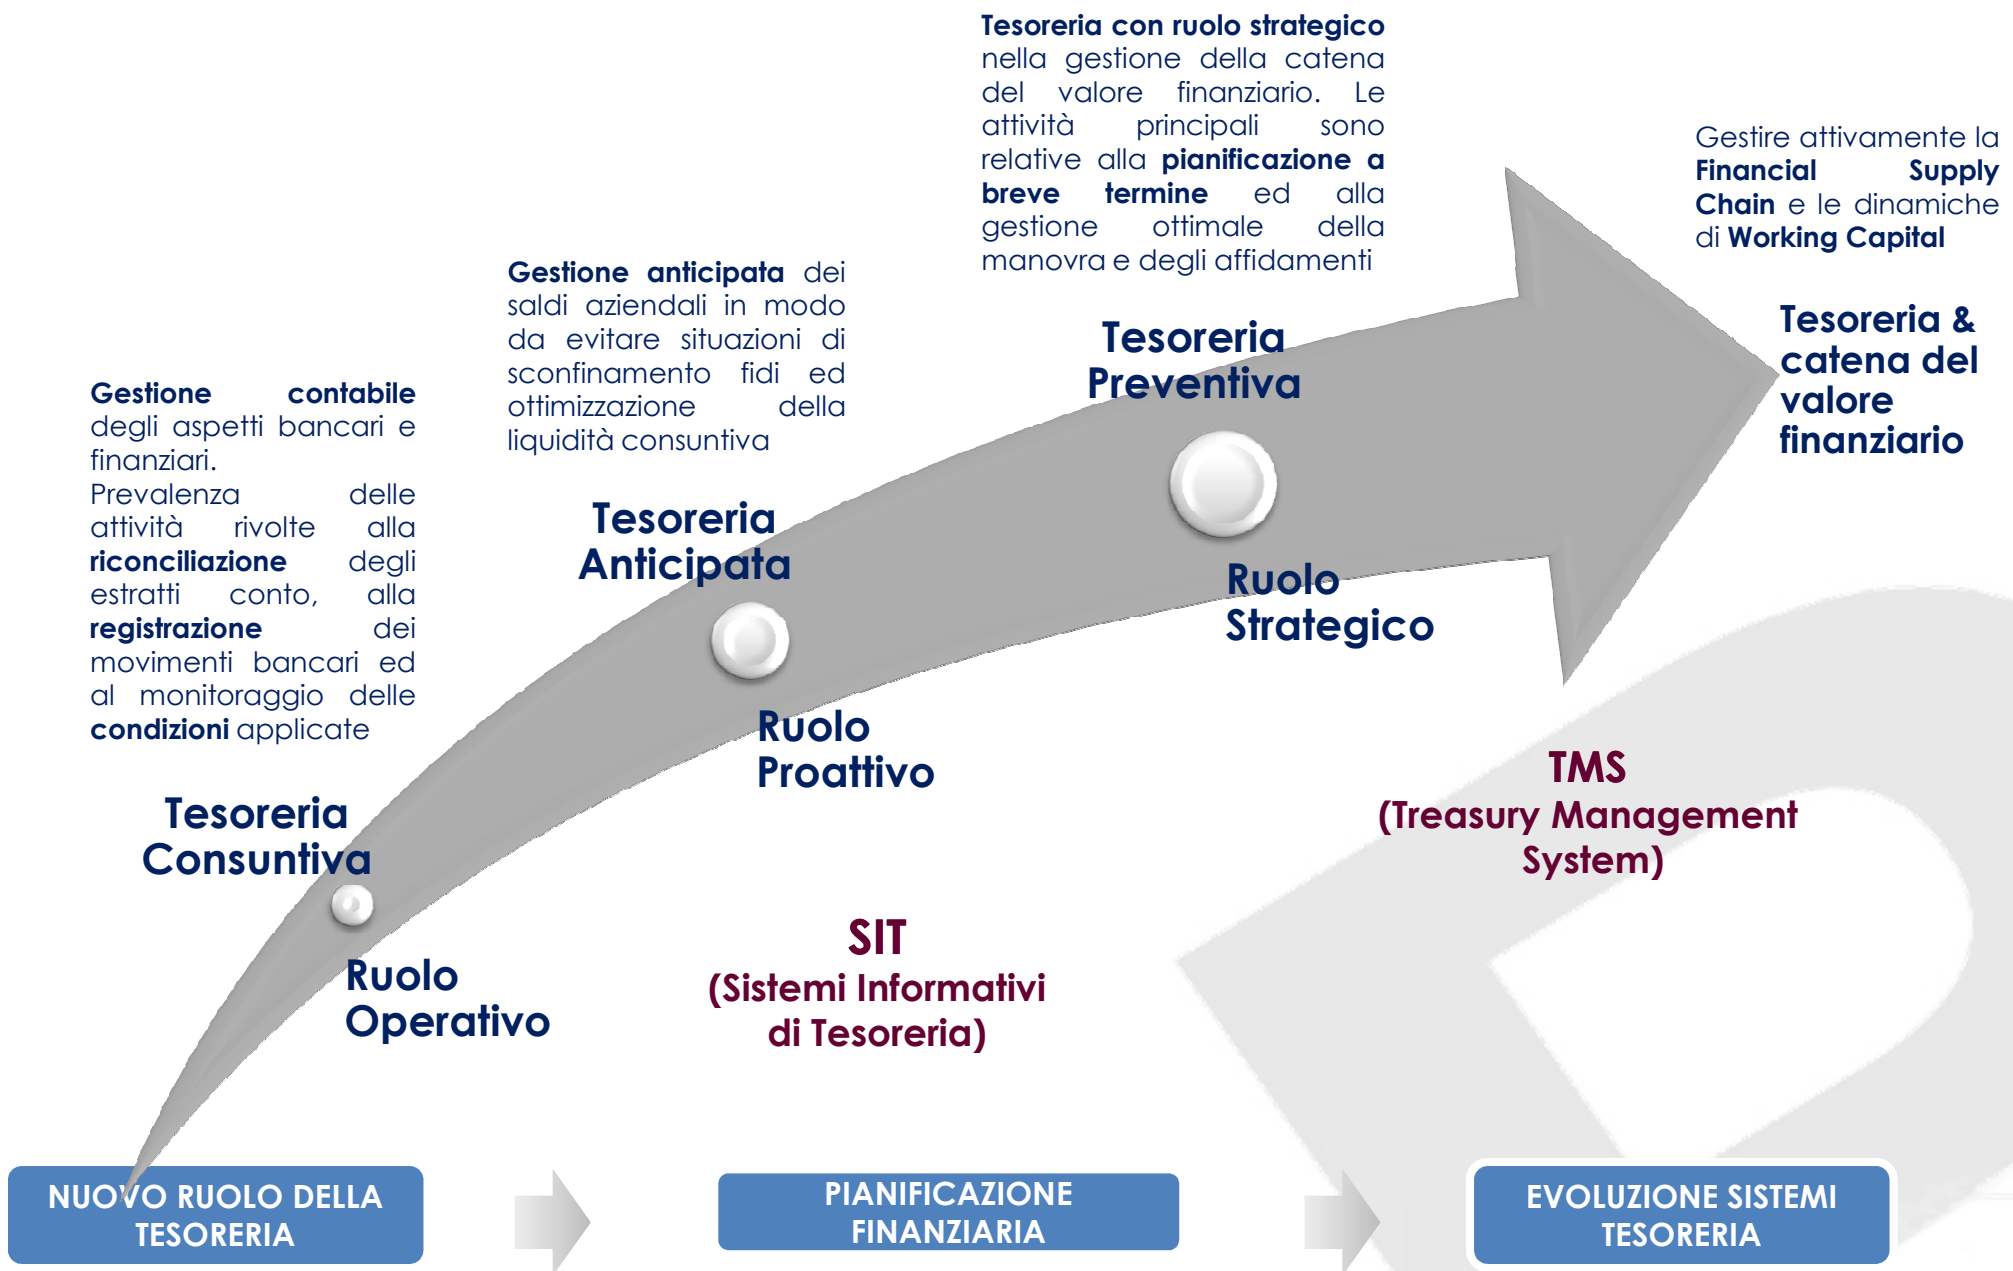 Gestione contabile
degli aspetti bancari e
finanziari.
Prevalenza delle
attività rivolte alla
riconciliazione degli
estratti conto, alla
registrazione dei
movimenti bancari ed
al monitoraggio delle
condizioni applicate
Tesoreria
Consuntiva
Ruolo
Operativo
Gestione anticipata dei
saldi aziendali in modo
da evitare situazioni di
sconfinamento fidi ed
ottimizzazione della
liquidità consuntiva
Tesoreria
Anticipata
Ruolo
Proattivo
Tesoreria con ruolo strategico
nella gestione della catena
del valore finanziario. Le
attività principali sono
relative alla pianificazione a
breve termine ed alla
gestione ottimale della
manovra e degli affidamenti
Tesoreria
Preventiva
Ruolo
Strategico
Gestire attivamente la
Financial Supply
Chain e le dinamiche
di Working Capital
Tesoreria &
catena del
valore
finanziario
SIT
(Sistemi Informativi
di Tesoreria)
TMS
(Treasury Management
System)
NUOVO RUOLO DELLA
TESORERIA
PIANIFICAZIONE
FINANZIARIA
EVOLUZIONE SISTEMI
TESORERIA